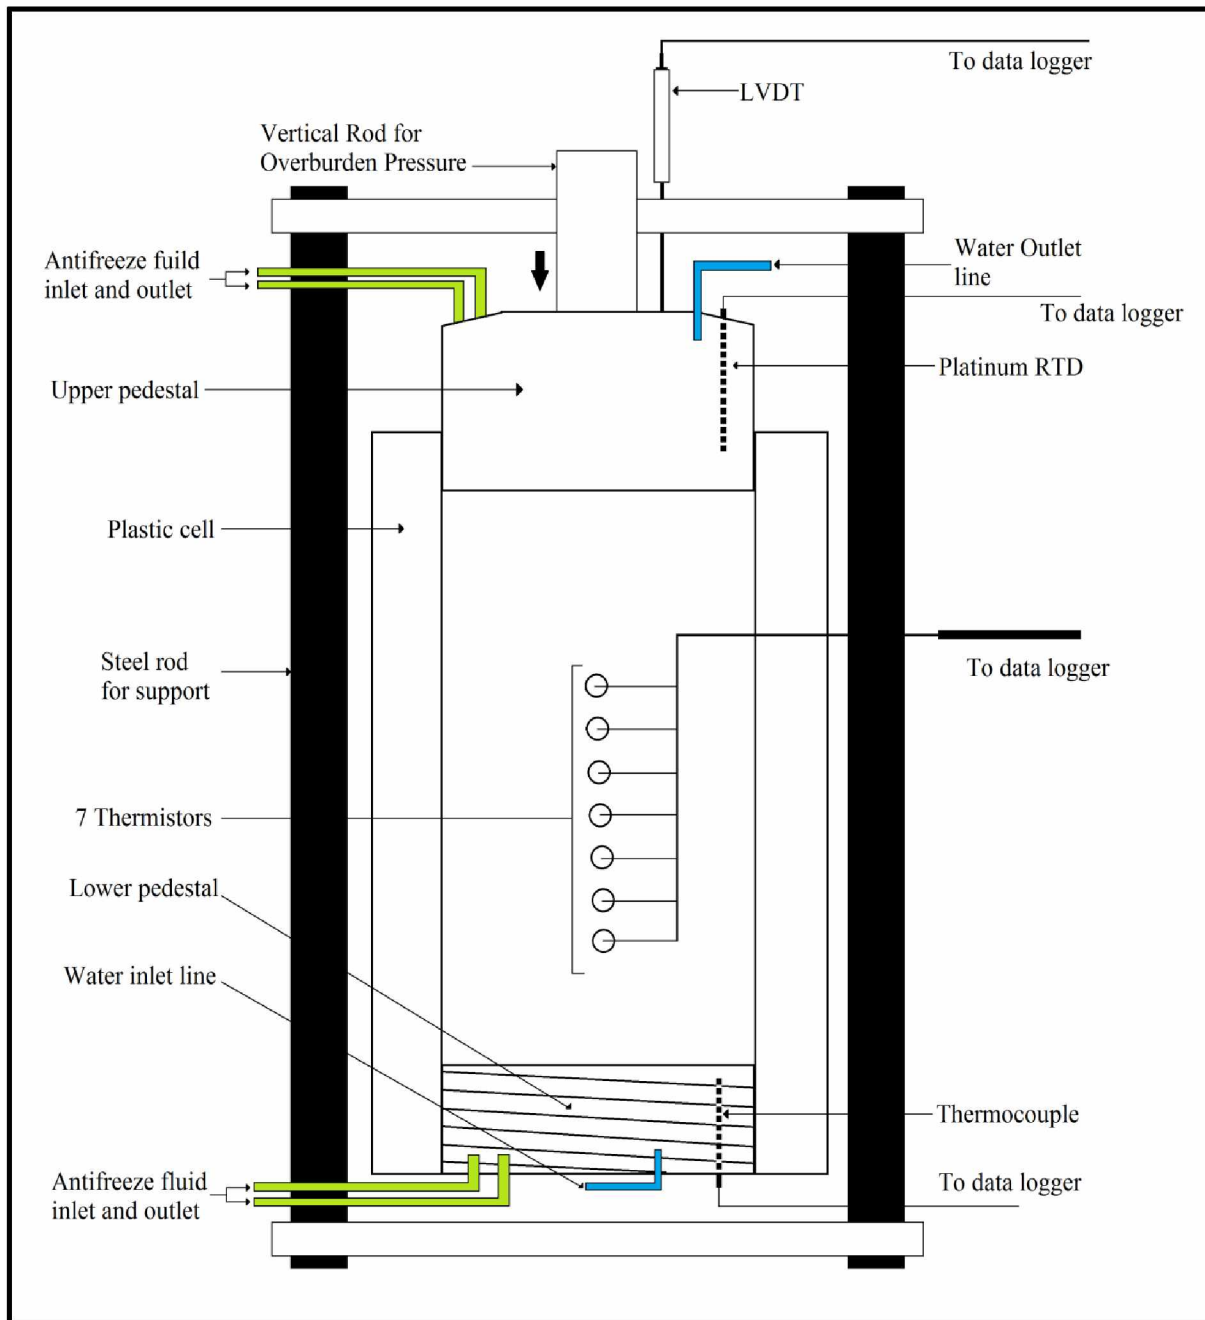 To data logger
LVDT
Vertical Rod for
Overburden Pressure
Antifreeze fuild
inlet and outlet
Water Outlet
line
To data logger
Platinum RTD
Upper pedestal
Plastic cell
Steel rod
for support
To data logger
7 Thermistors
Lower pedestal
Water inlet line
Thermocouple
Antifreeze fluid
inlet and outlet
To data logger